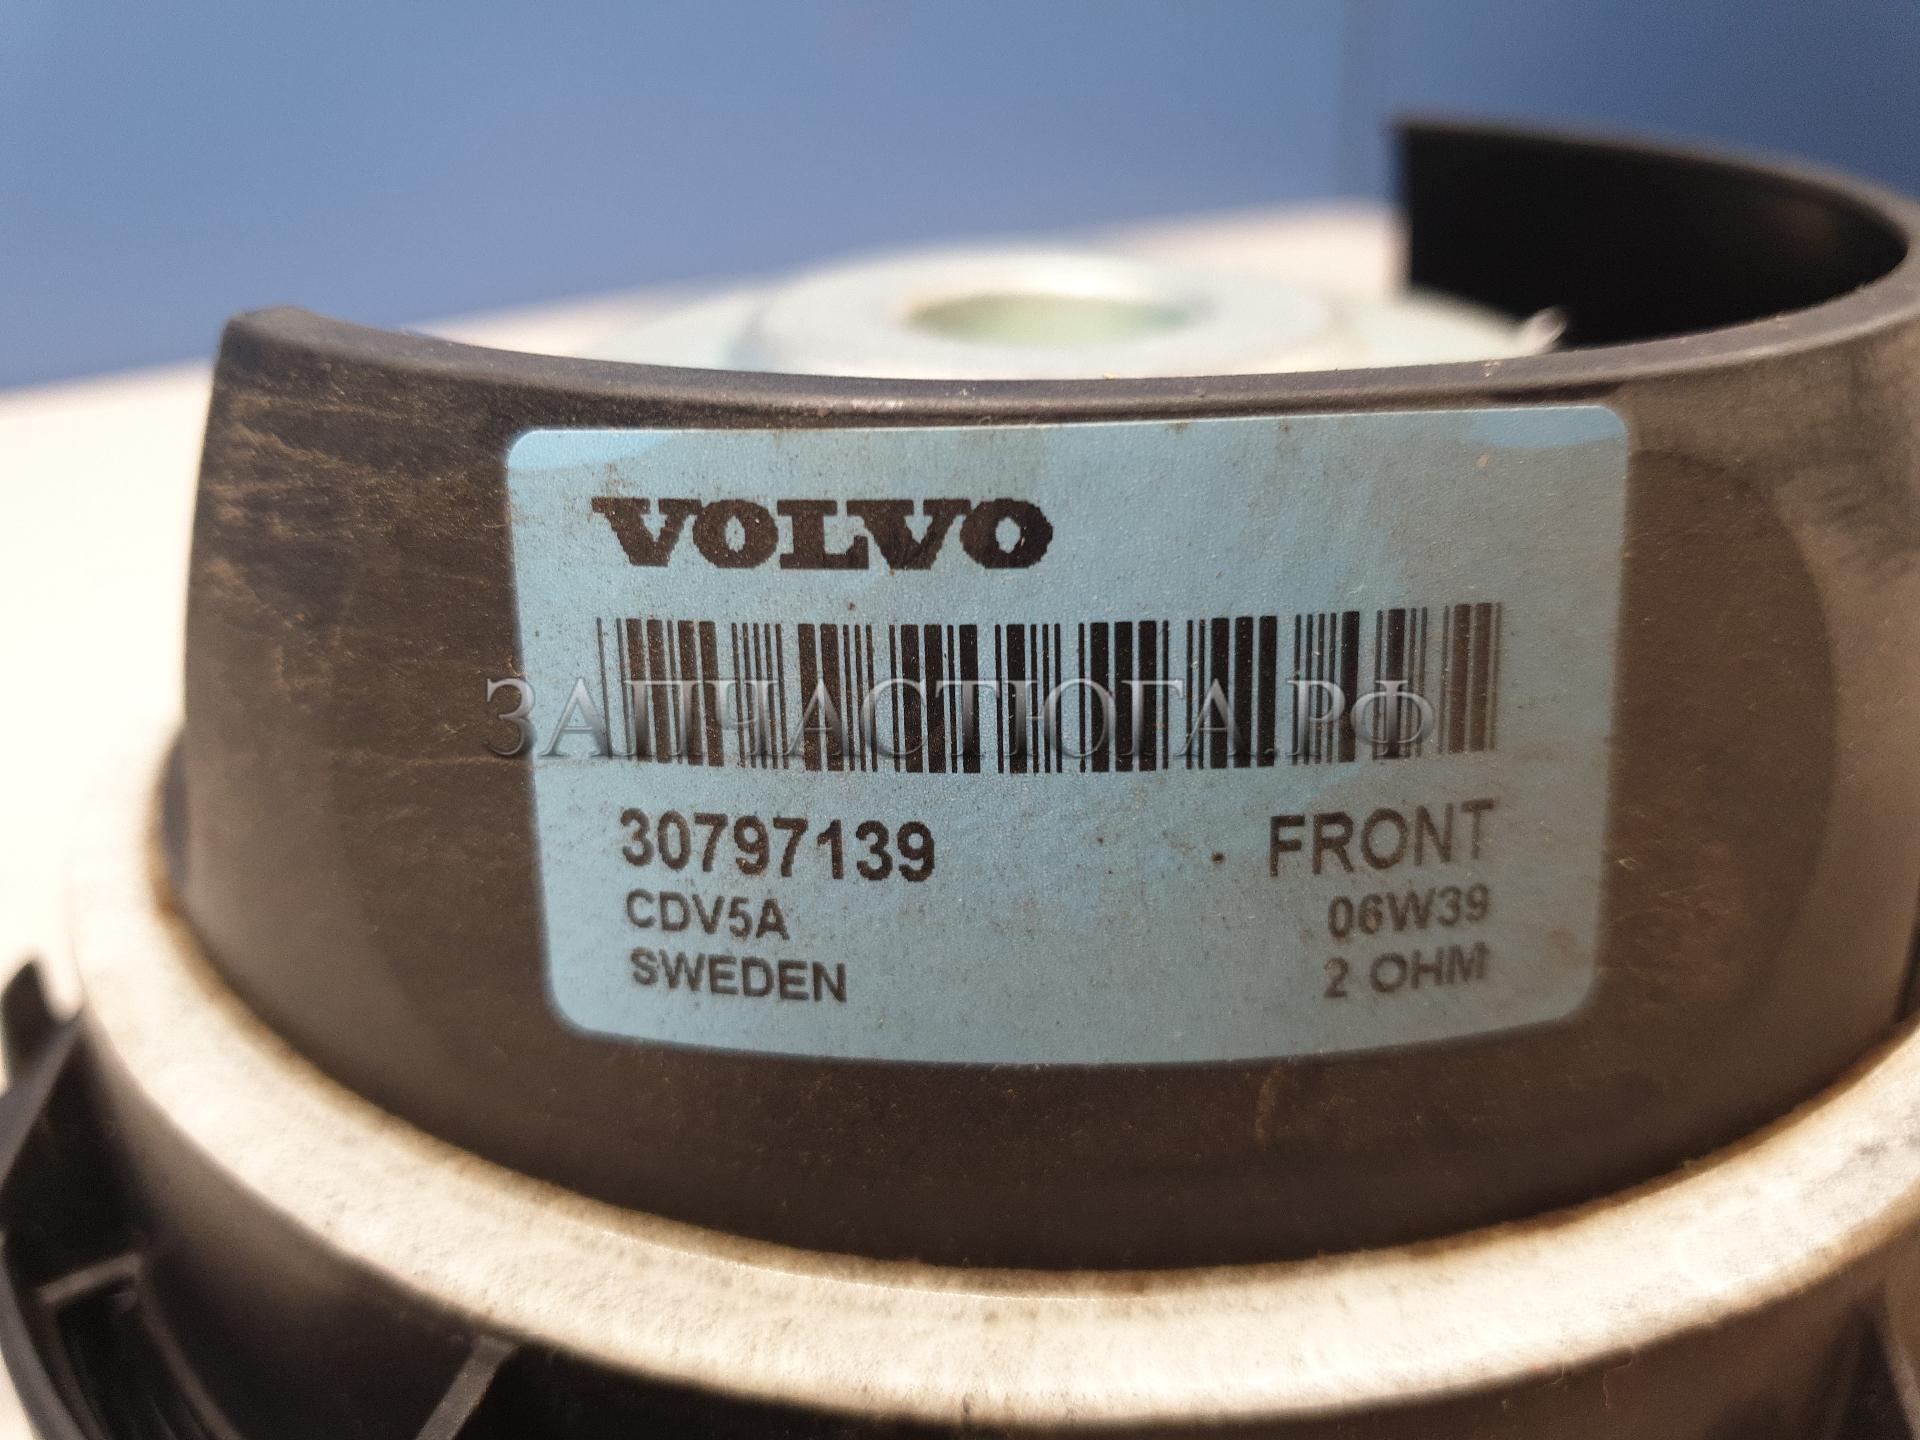 VOLVO
ЗАПЧАСТЮГА.РФ
30797139 FRONT
CDV5A 06W39
SWEDEN 2 OHM